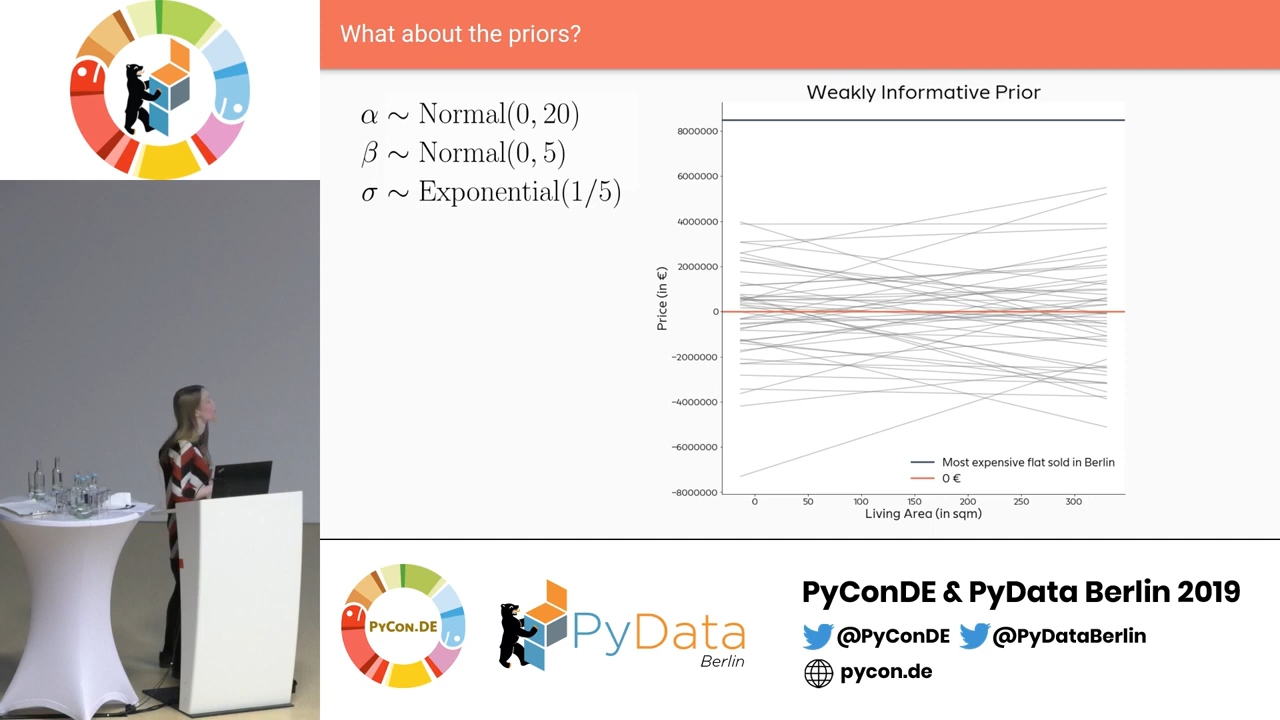 What about the priors?
α ∼ Normal(0, 20)
β ∼ Normal(0, 5)
σ ∼ Exponential(1/5)
Weakly Informative Prior
8000000
6000000
4000000
2000000
0
−2000000
−4000000
−6000000
−8000000
Price (in €)
Most expensive flat sold in Berlin
0 €
0 50 100 150 200 250 300
Living Area (in sqm)
PyCon.DE
PyData
Berlin
PyConDE & PyData Berlin 2019
@PyConDE @PyDataBerlin
pycon.de